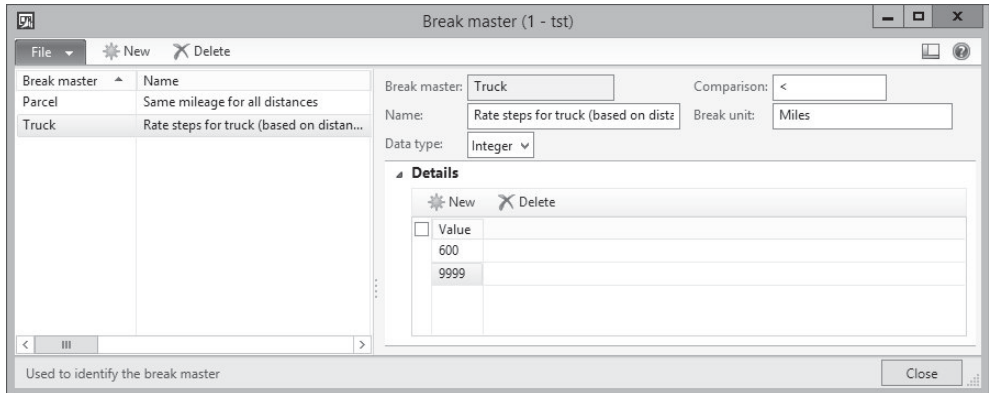 Break master (1 - tst)
File New Delete
Break master Name
Parcel Same mileage for all distances
Truck Rate steps for truck (based on distan...
Break master: Truck Comparison: <
Name: Rate steps for truck (based on dista Break unit: Miles
Data type: Integer
Details
New Delete
Value
600
9999
Used to identify the break master
Close